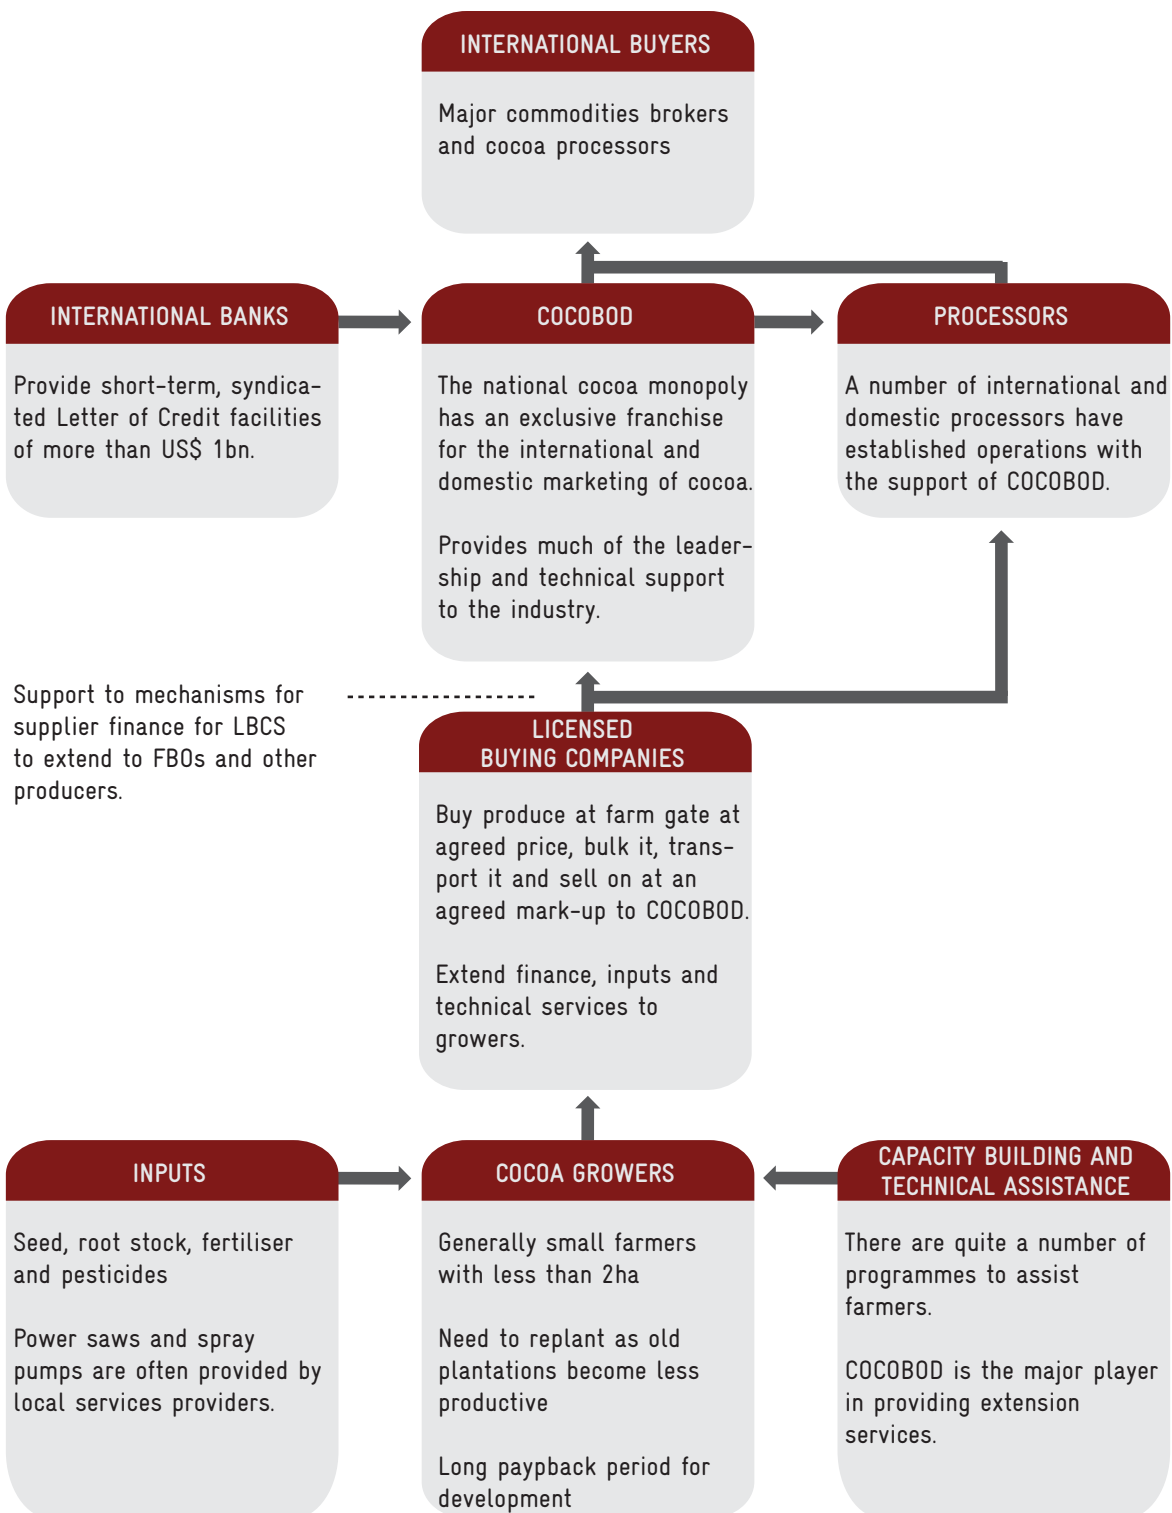 INTERNATIONAL BUYERS
Major commodities brokers
and cocoa processors
INTERNATIONAL BANKS
Provide short-term, syndica-
ted Letter of Credit facilities
of more than US$ 1bn.
COCOBOD
The national cocoa monopoly
has an exclusive franchise
for the international and
domestic marketing of cocoa.
Provides much of the leader-
ship and technical support
to the industry.
PROCESSORS
A number of international and
domestic processors have
established operations with
the support of COCOBOD.
Support to mechanisms for
supplier finance for LBCS
to extend to FBOs and other
producers.
LICENSED
BUYING COMPANIES
Buy produce at farm gate at
agreed price, bulk it, trans-
port it and sell on at an
agreed mark-up to COCOBOD.
Extend finance, inputs and
technical services to
growers.
INPUTS
Seed, root stock, fertiliser
and pesticides
Power saws and spray
pumps are often provided by
local services providers.
COCOA GROWERS
Generally small farmers
with less than 2ha
Need to replant as old
plantations become less
productive
Long paypback period for
development
CAPACITY BUILDING AND
TECHNICAL ASSISTANCE
There are quite a number of
programmes to assist
farmers.
COCOBOD is the major player
in providing extension
services.